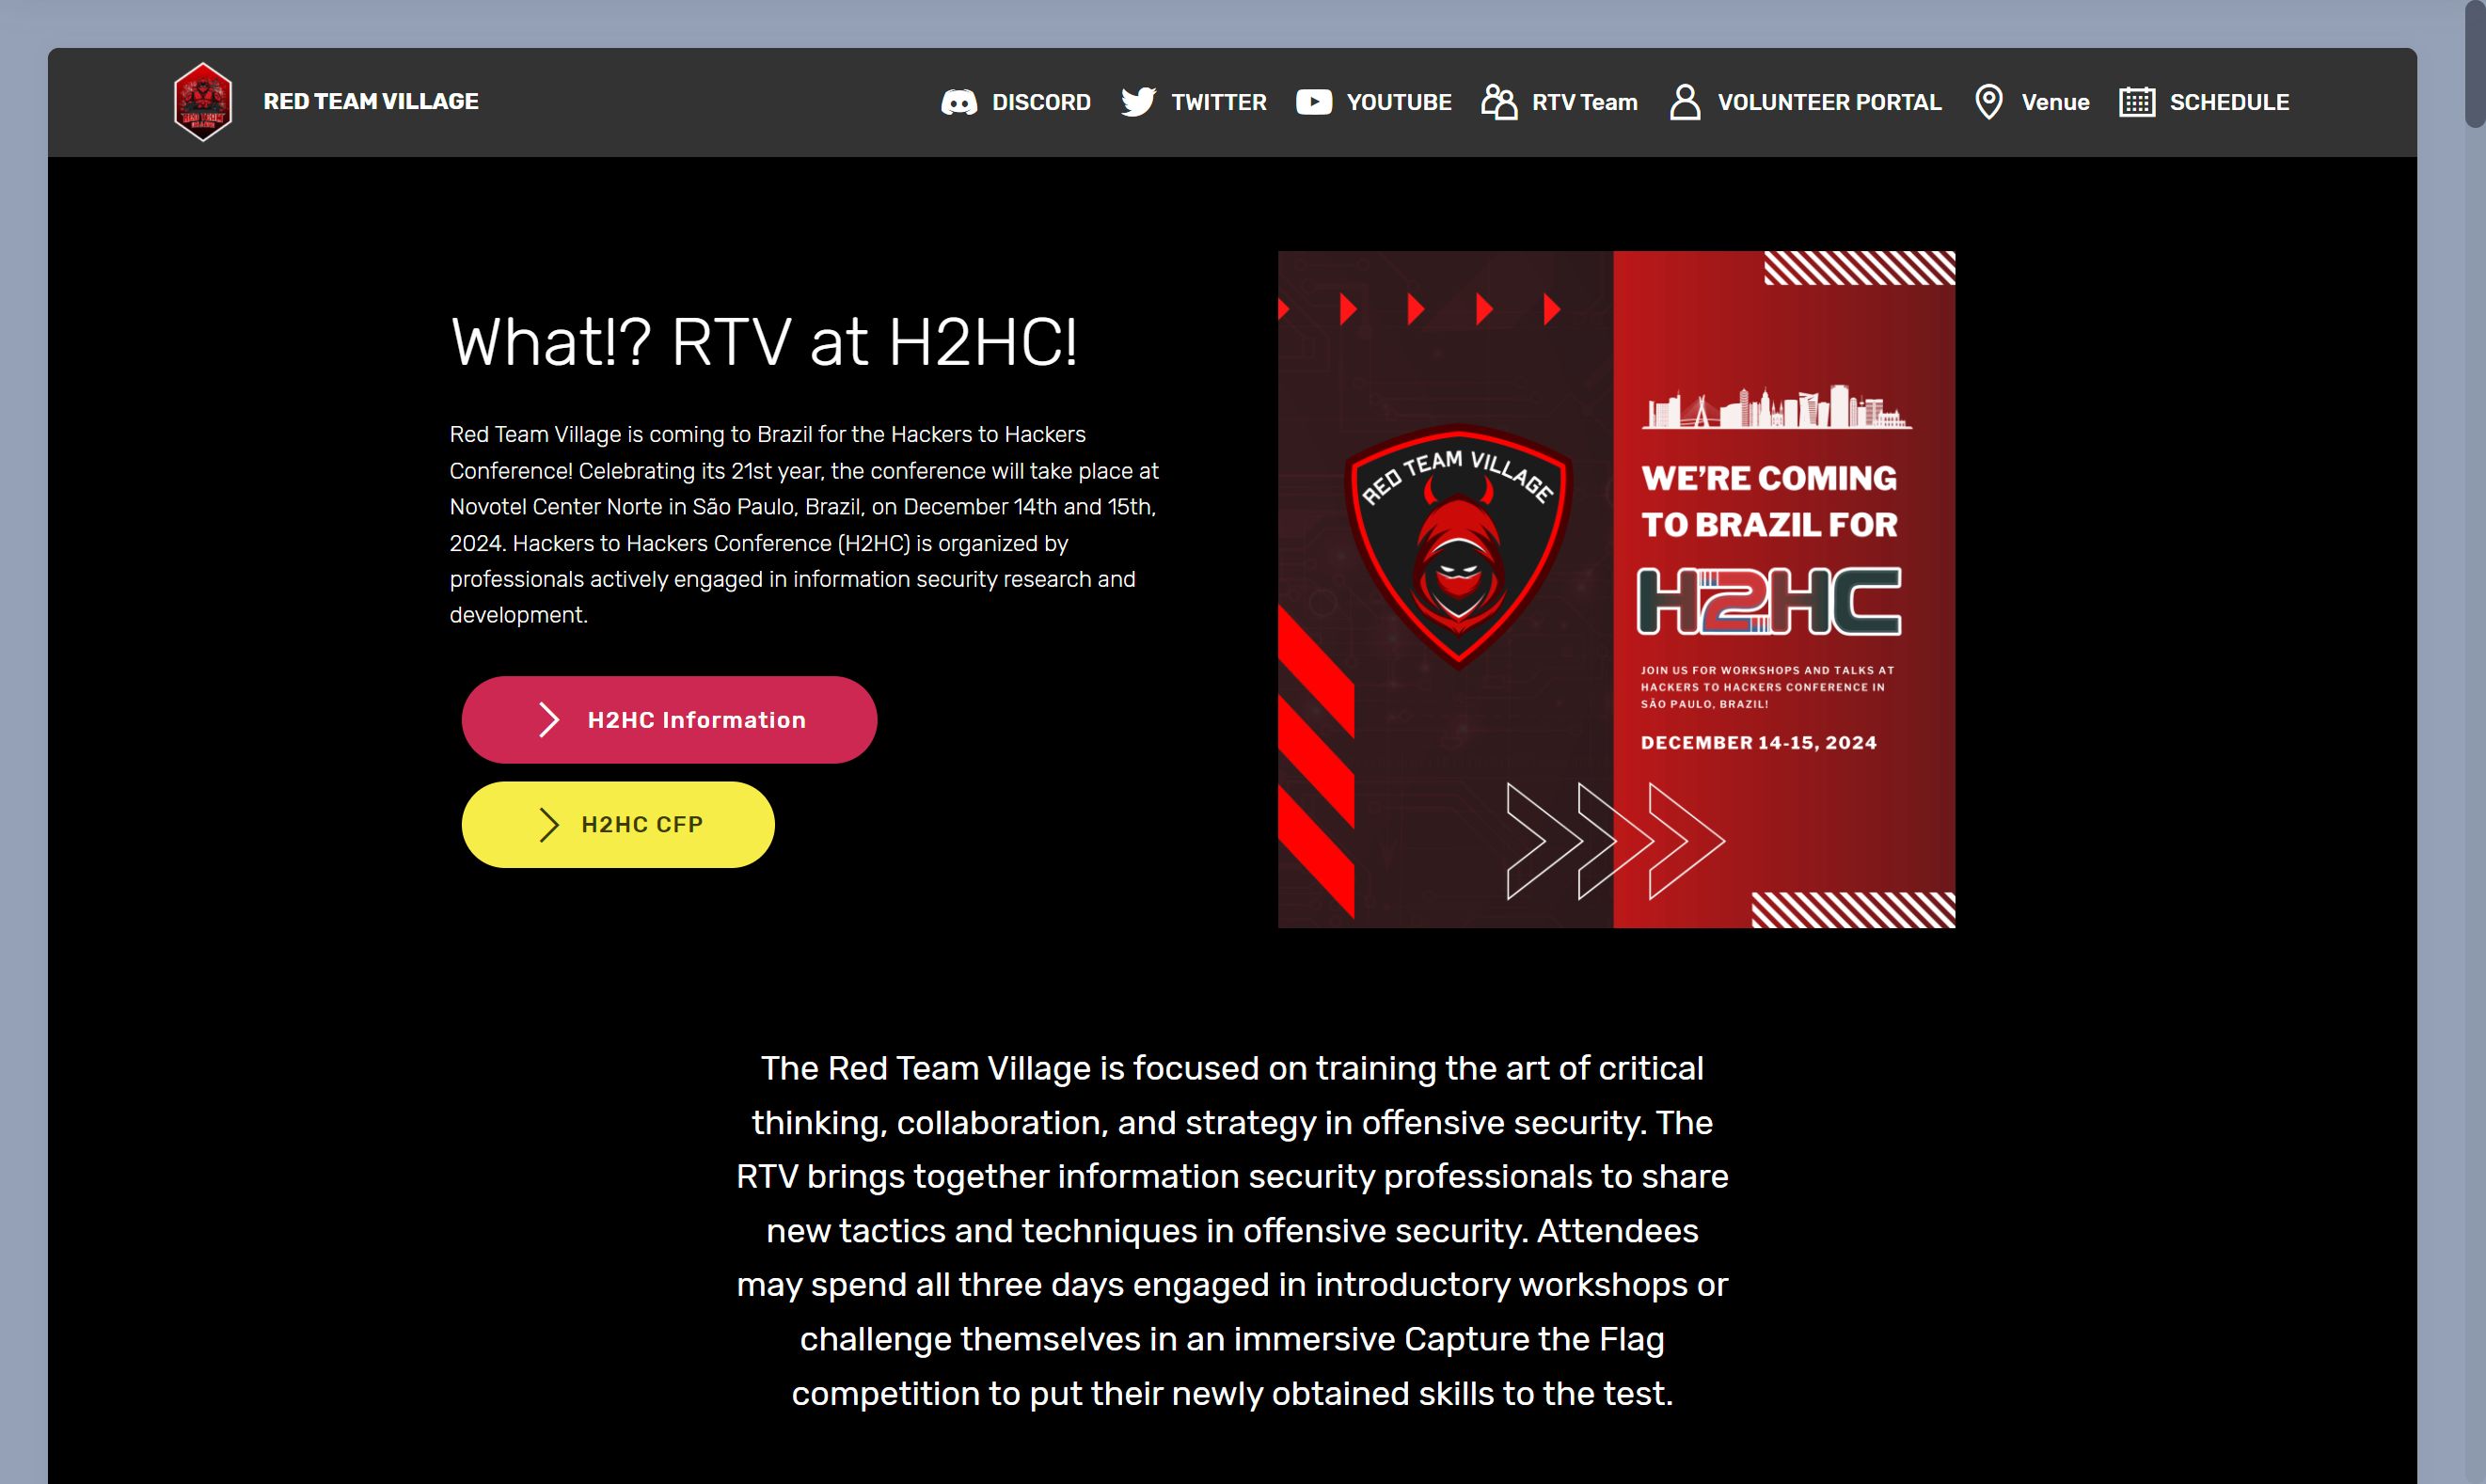 RED TEAM VILLAGE
RED TEAM VILLAGE
DISCORD
TWITTER
YOUTUBE
RTV Team
VOLUNTEER PORTAL
Venue
SCHEDULE
What!? RTV at H2HC!
Red Team Village is coming to Brazil for the Hackers to Hackers
Conference! Celebrating its 21st year, the conference will take place at
Novotel Center Norte in São Paulo, Brazil, on December 14th and 15th,
2024. Hackers to Hackers Conference (H2HC) is organized by
professionals actively engaged in information security research and
development.
H2HC Information
H2HC CFP
RED TEAM VILLAGE
WE'RE COMING
TO BRAZIL FOR
H2HC
JOIN US FOR WORKSHOPS AND TALKS AT
HACKERS TO HACKERS CONFERENCE IN
SÃO PAULO, BRAZIL!
DECEMBER 14-15, 2024
The Red Team Village is focused on training the art of critical
thinking, collaboration, and strategy in offensive security. The
RTV brings together information security professionals to share
new tactics and techniques in offensive security. Attendees
may spend all three days engaged in introductory workshops or
challenge themselves in an immersive Capture the Flag
competition to put their newly obtained skills to the test.